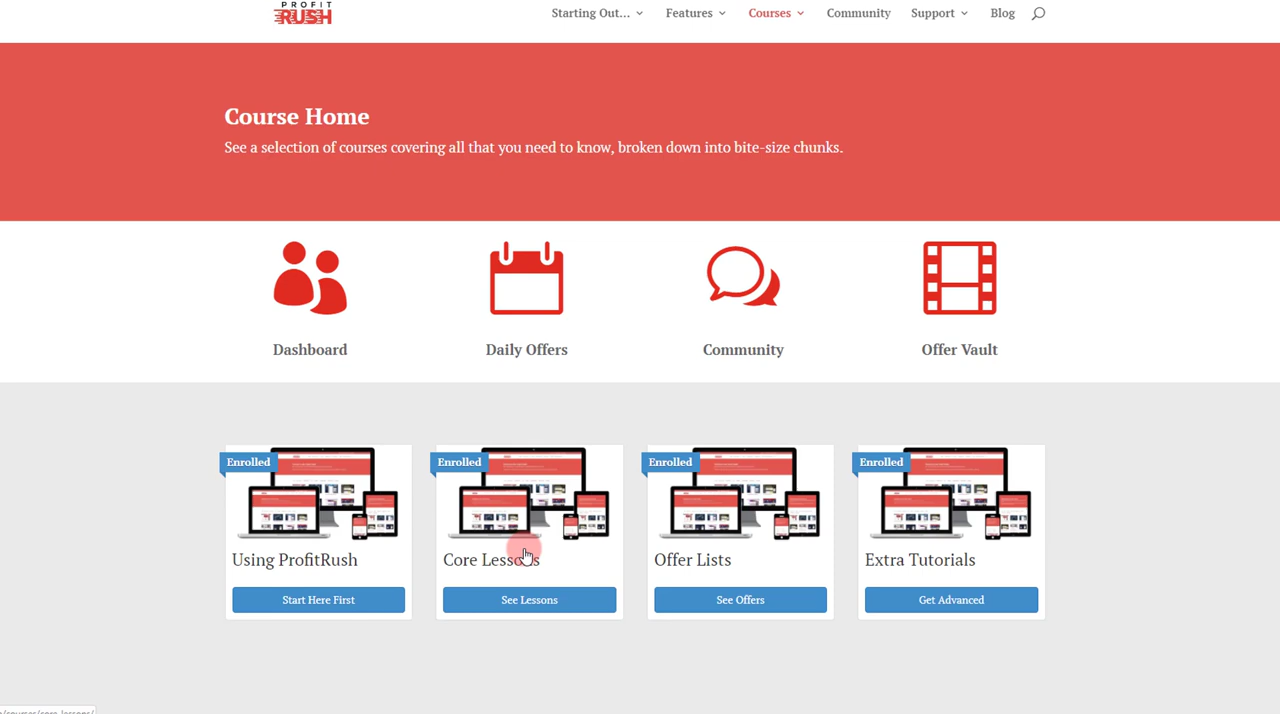 PROFIT
RUSH
Starting Out...
Features
Courses
Community
Support
Blog
Course Home
See a selection of courses covering all that you need to know, broken down into bite-size chunks.
Dashboard
Daily Offers
Community
Offer Vault
Enrolled
Enrolled
Enrolled
Enrolled
Using ProfitRush
Core Lessons
Offer Lists
Extra Tutorials
Start Here First
See Lessons
See Offers
Get Advanced